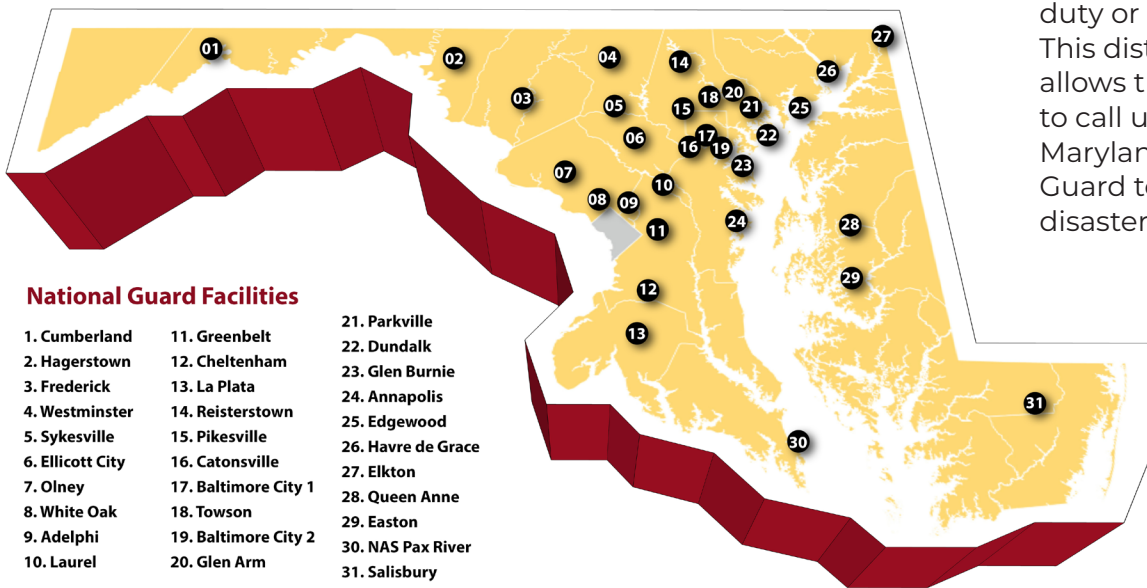 duty or
This dist
allows t
to call u
Marylan
Guard to
disaster
01
02
03
04
05
06
07
08
09
10
11
12
13
14
15
16
17
18
19
20
21
22
23
24
25
26
27
28
29
30
31
National Guard Facilities
1. Cumberland
2. Hagerstown
3. Frederick
4. Westminster
5. Sykesville
6. Ellicott City
7. Olney
8. White Oak
9. Adelphi
10. Laurel
11. Greenbelt
12. Cheltenham
13. La Plata
14. Reisterstown
15. Pikesville
16. Catonsville
17. Baltimore City 1
18. Towson
19. Baltimore City 2
20. Glen Arm
21. Parkville
22. Dundalk
23. Glen Burnie
24. Annapolis
25. Edgewood
26. Havre de Grace
27. Elkton
28. Queen Anne
29. Easton
30. NAS Pax River
31. Salisbury